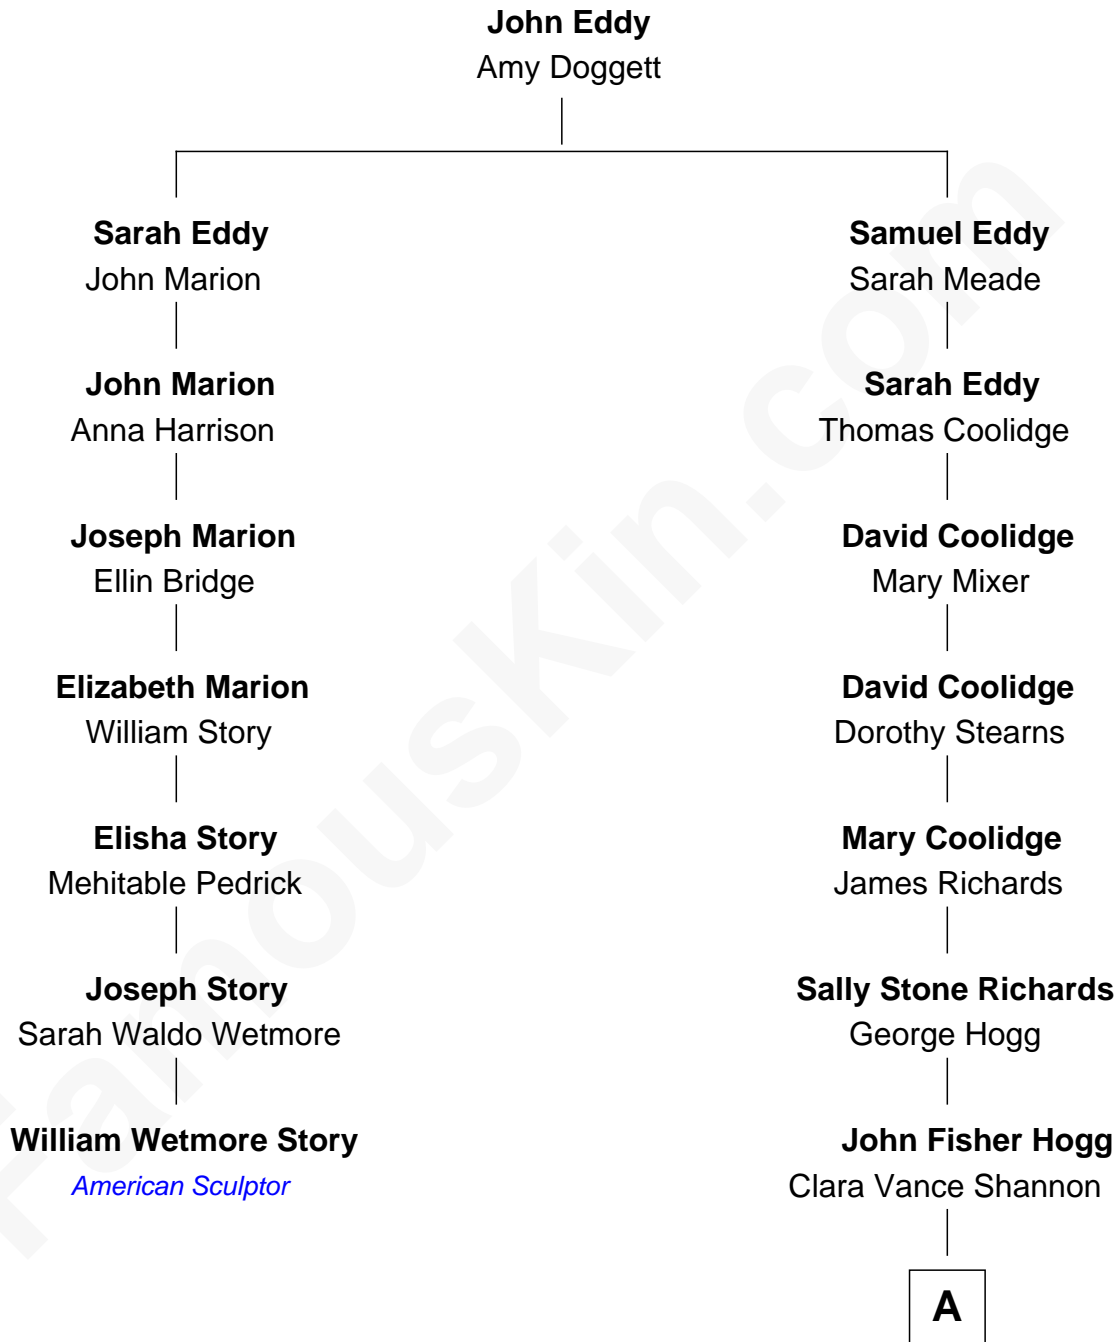 John Eddy
Amy Doggett
Sarah Eddy
John Marion
Samuel Eddy
Sarah Meade
John Marion
Anna Harrison
Sarah Eddy
Thomas Coolidge
Joseph Marion
Ellin Bridge
David Coolidge
Mary Mixer
Elizabeth Marion
William Story
David Coolidge
Dorothy Stearns
Elisha Story
Mehitable Pedrick
Mary Coolidge
James Richards
Joseph Story
Sarah Waldo Wetmore
Sally Stone Richards
George Hogg
William Wetmore Story
American Sculptor
John Fisher Hogg
Clara Vance Shannon
A
FamousKin.com